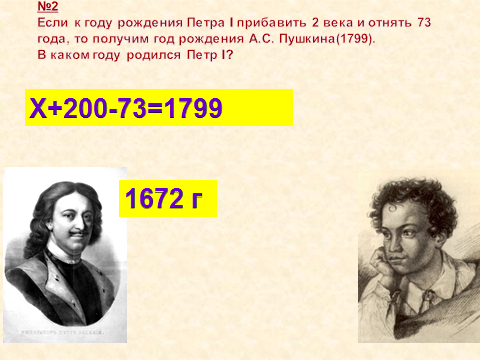 №2
Если к году рождения Петра I прибавить 2 века и отнять 73
года, то получим год рождения А.С. Пушкина(1799).
В каком году родился Петр I?
Х+200-73=1799
1672 г